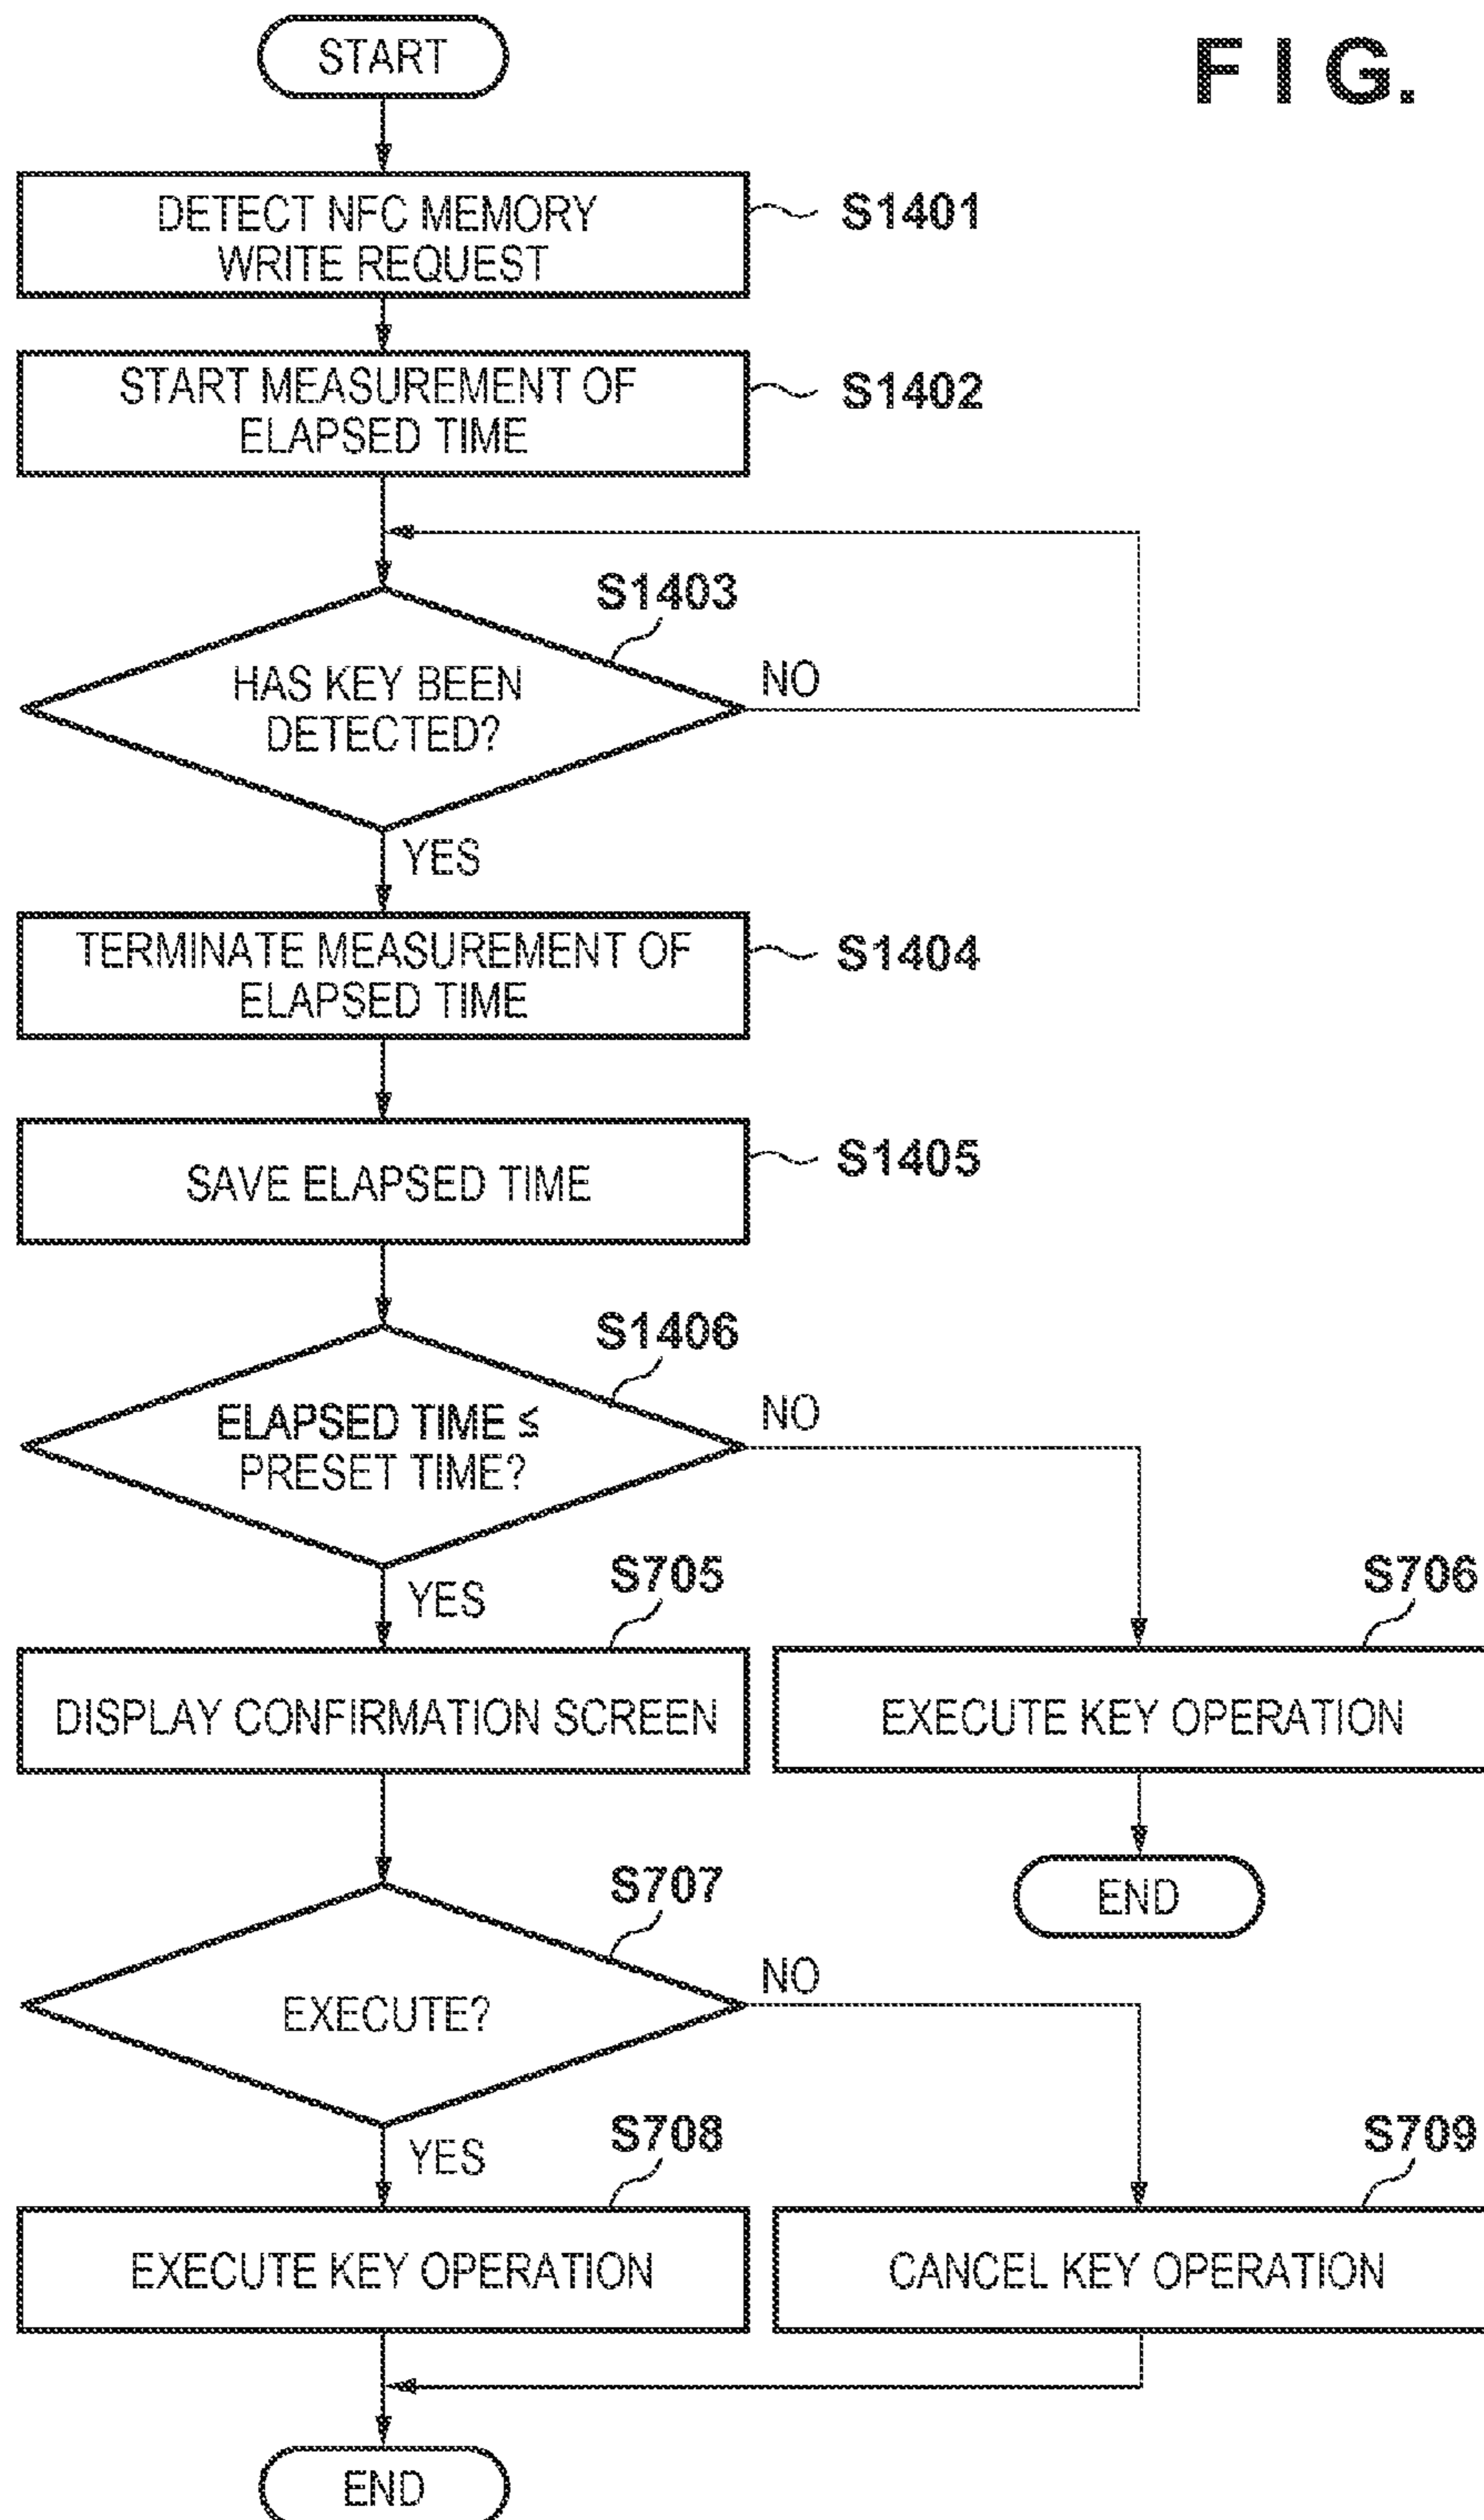 START
F I G.
DETECT NFC MEMORY
WRITE REQUEST
S1401
START MEASUREMENT OF
ELAPSED TIME
S1402
S1403
HAS KEY BEEN
DETECTED?
NO
YES
TERMINATE MEASUREMENT OF
ELAPSED TIME
S1404
SAVE ELAPSED TIME
S1405
S1406
ELAPSED TIME ≦
PRESET TIME?
NO
YES
S705
S706
DISPLAY CONFIRMATION SCREEN
EXECUTE KEY OPERATION
END
S707
EXECUTE?
NO
YES
S708
S709
EXECUTE KEY OPERATION
CANCEL KEY OPERATION
END